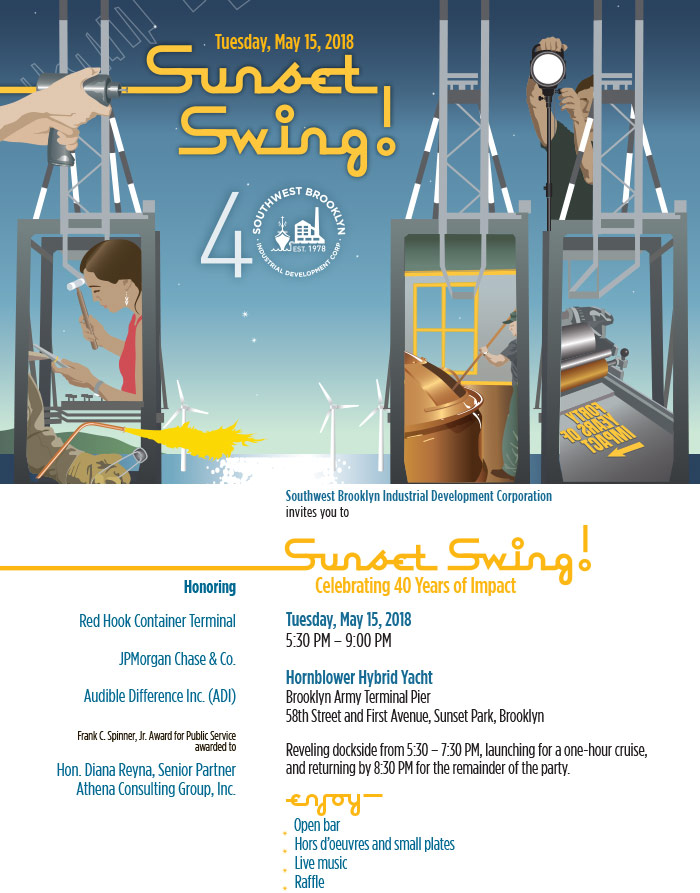 Tuesday, May 15, 2018
Sunset
Swing!
40
SOUTHWEST BROOKLYN
EST. 1978
INDUSTRIAL DEVELOPMENT CORP
FORTY
YEARS OF
IMPACT
Southwest Brooklyn Industrial Development Corporation
invites you to
Sunset Swing!
Celebrating 40 Years of Impact
Honoring
Red Hook Container Terminal
JPMorgan Chase & Co.
Audible Difference Inc. (ADI)
Frank C. Spinner, Jr. Award for Public Service
awarded to
Hon. Diana Reyna, Senior Partner
Athena Consulting Group, Inc.
Tuesday, May 15, 2018
5:30 PM – 9:00 PM
Hornblower Hybrid Yacht
Brooklyn Army Terminal Pier
58th Street and First Avenue, Sunset Park, Brooklyn
Reveling dockside from 5:30 – 7:30 PM, launching for a one-hour cruise,
and returning by 8:30 PM for the remainder of the party.
enjoy
Open bar
Hors d'oeuvres and small plates
Live music
Raffle